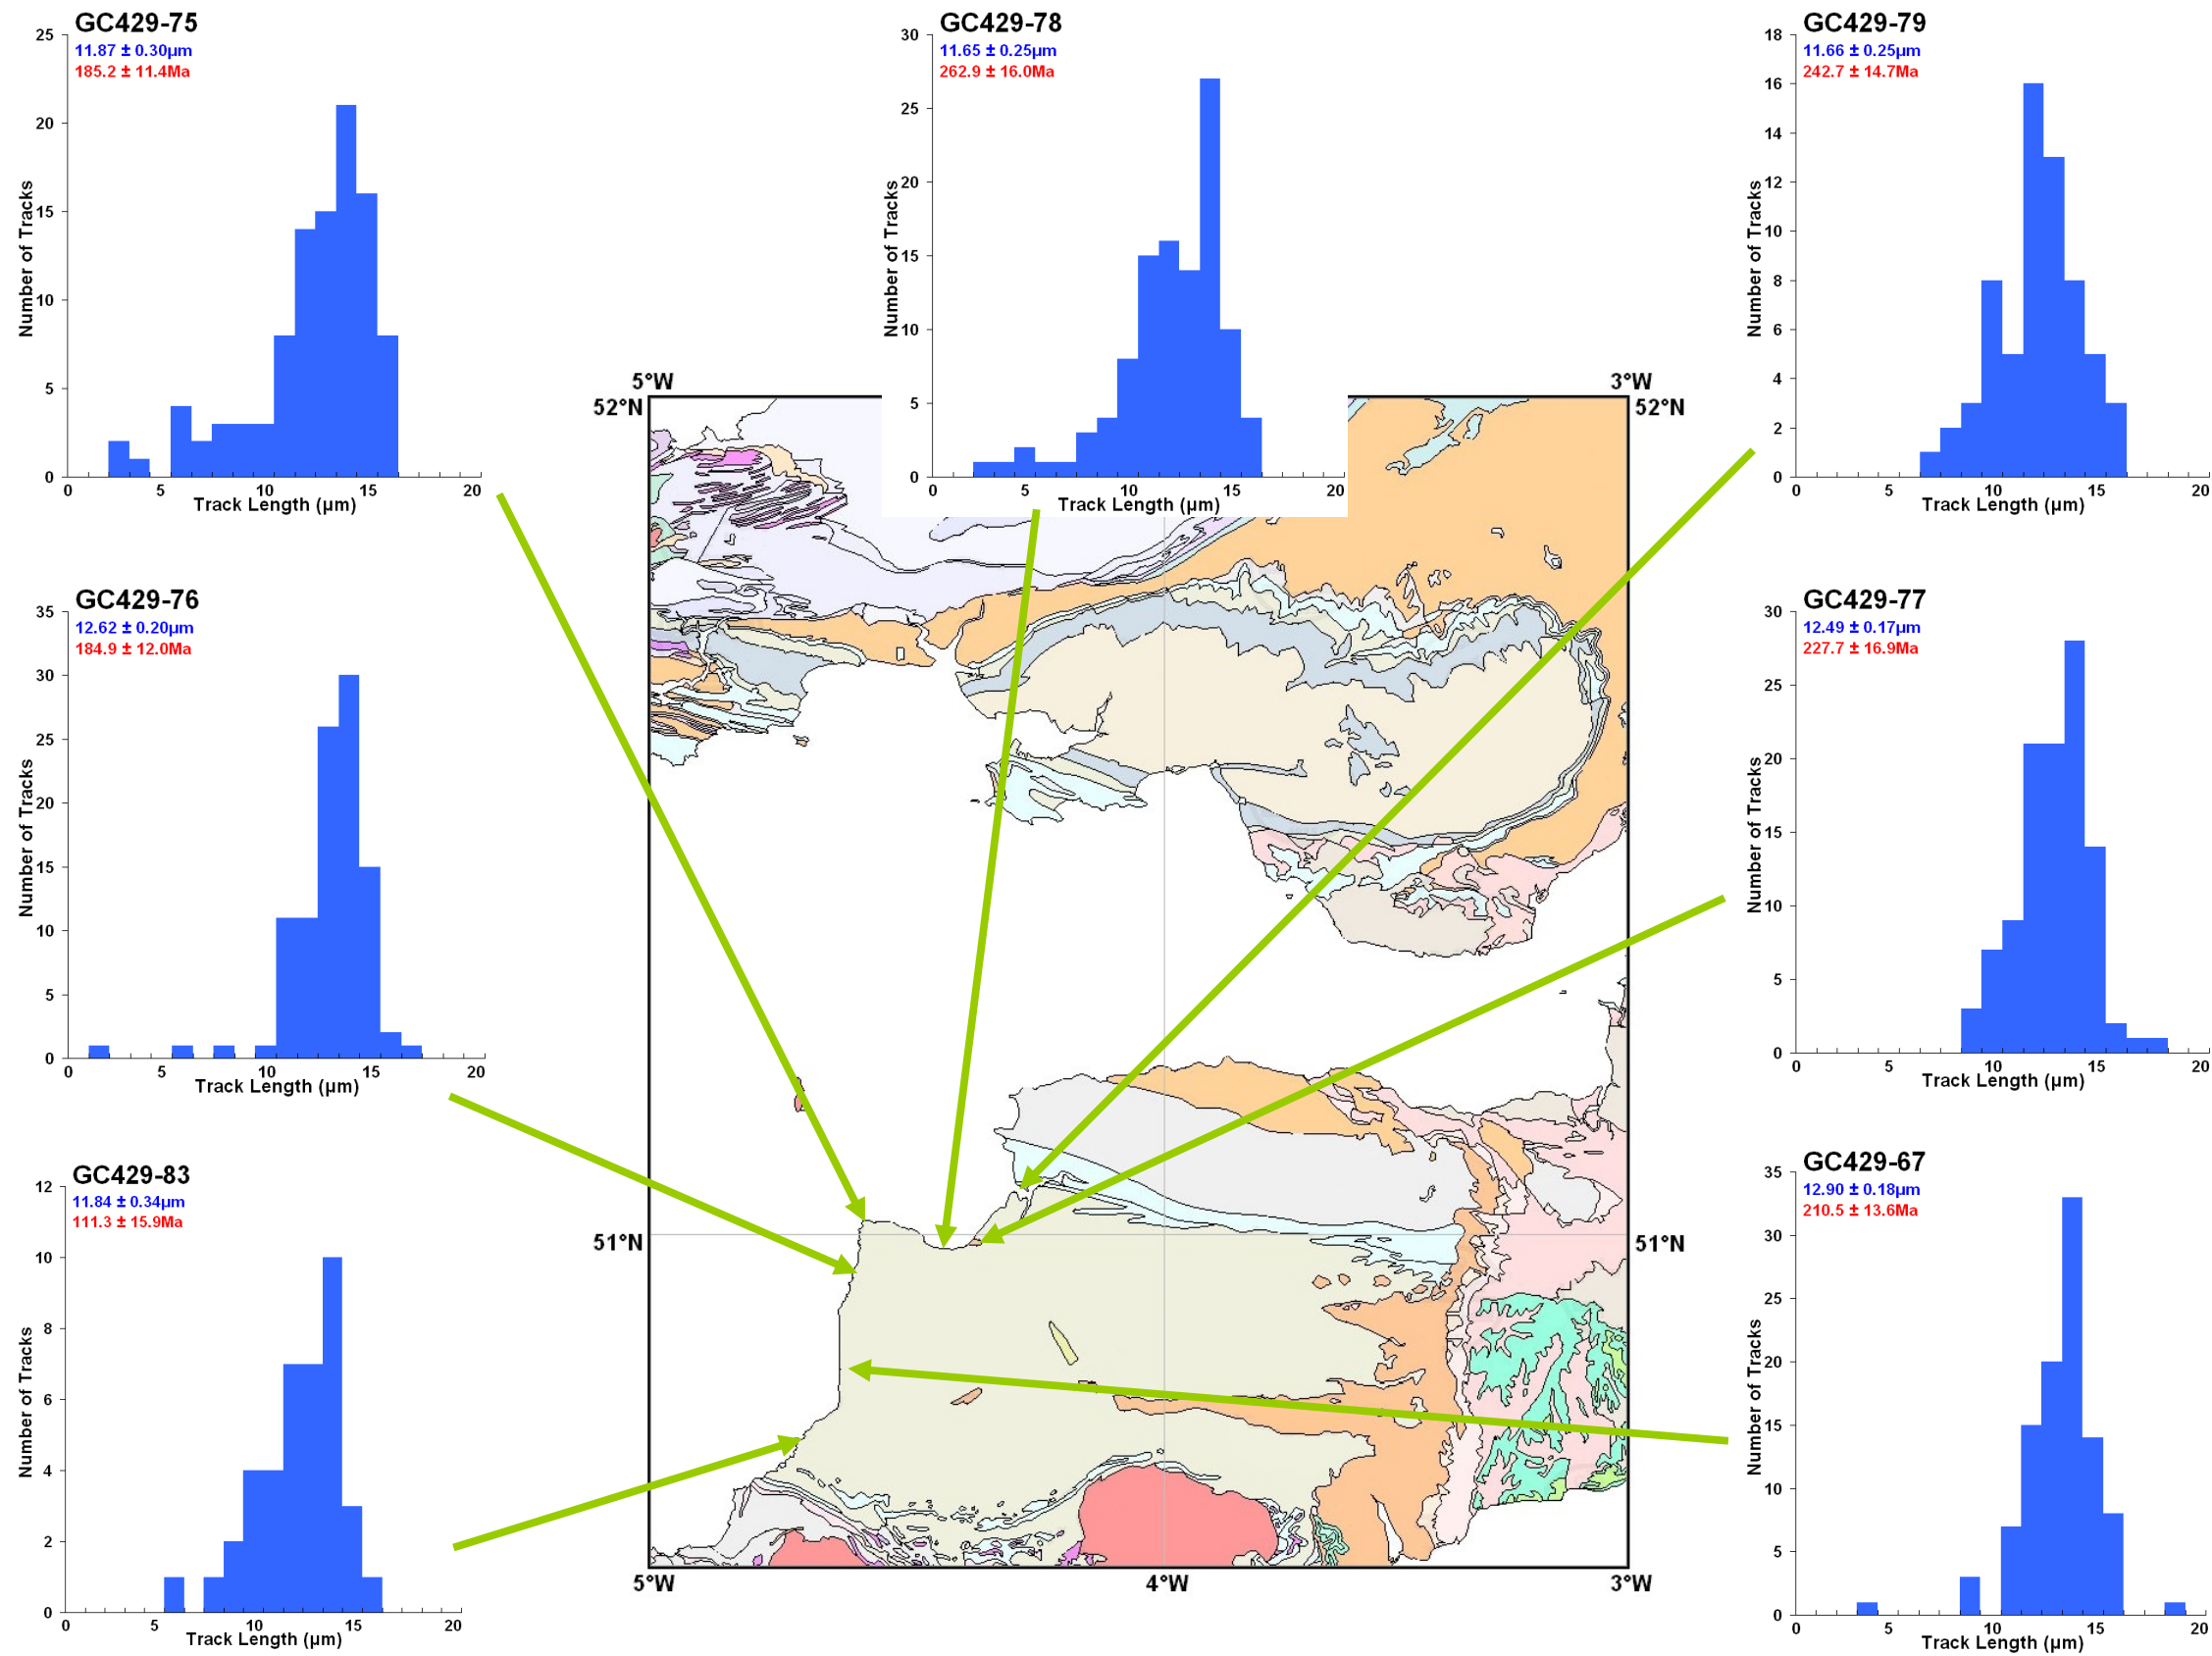 GC429-75
11.87 ± 0.30µm
185.2 ± 11.4Ma
25
20
15
10
5
0
Number of Tracks
0 5 10 15 20
Track Length (µm)
GC429-78
11.65 ± 0.25µm
262.9 ± 16.0Ma
30
25
20
15
10
5
0
Number of Tracks
0 5 10 15 20
Track Length (µm)
GC429-79
11.66 ± 0.25µm
242.7 ± 14.7Ma
18
16
14
12
10
8
6
4
2
0
Number of Tracks
0 5 10 15 20
Track Length (µm)
GC429-76
12.62 ± 0.20µm
184.9 ± 12.0Ma
35
30
25
20
15
10
5
0
Number of Tracks
0 5 10 15 20
Track Length (µm)
5°W 3°W
52°N 52°N
51°N 51°N
5°W 4°W 3°W
GC429-77
12.49 ± 0.17µm
227.7 ± 16.9Ma
30
25
20
15
10
5
0
Number of Tracks
0 5 10 15 20
Track Length (µm)
GC429-83
11.84 ± 0.34µm
111.3 ± 15.9Ma
12
10
8
6
4
2
0
Number of Tracks
0 5 10 15 20
Track Length (µm)
GC429-67
12.90 ± 0.18µm
210.5 ± 13.6Ma
35
30
25
20
15
10
5
0
Number of Tracks
0 5 10 15 20
Track Length (µm)